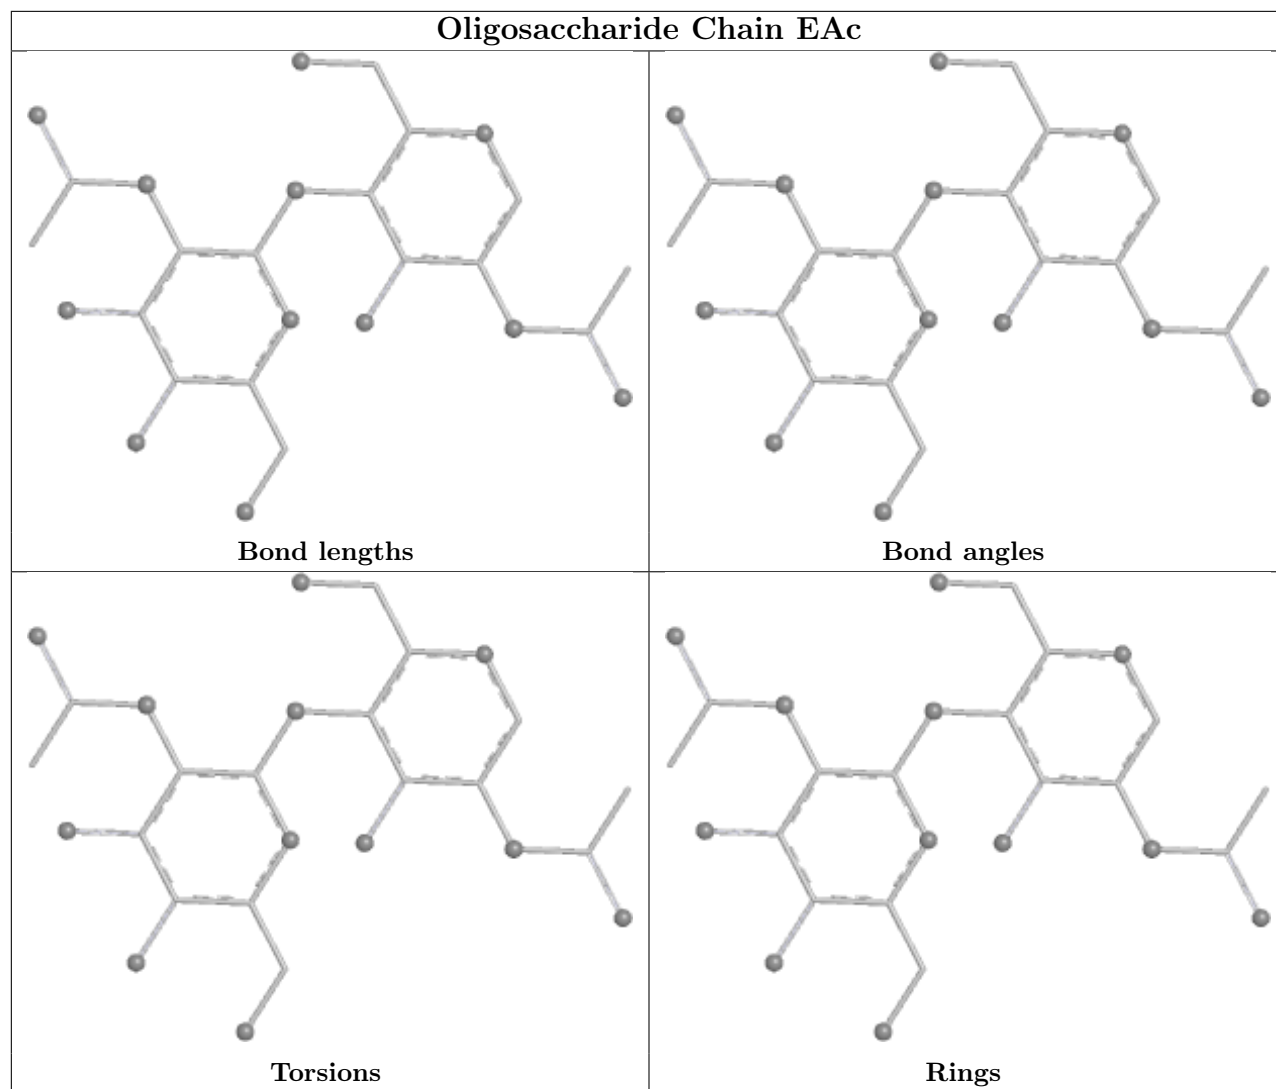 Oligosaccharide Chain EAc
Bond lengths
Bond angles
Torsions
Rings